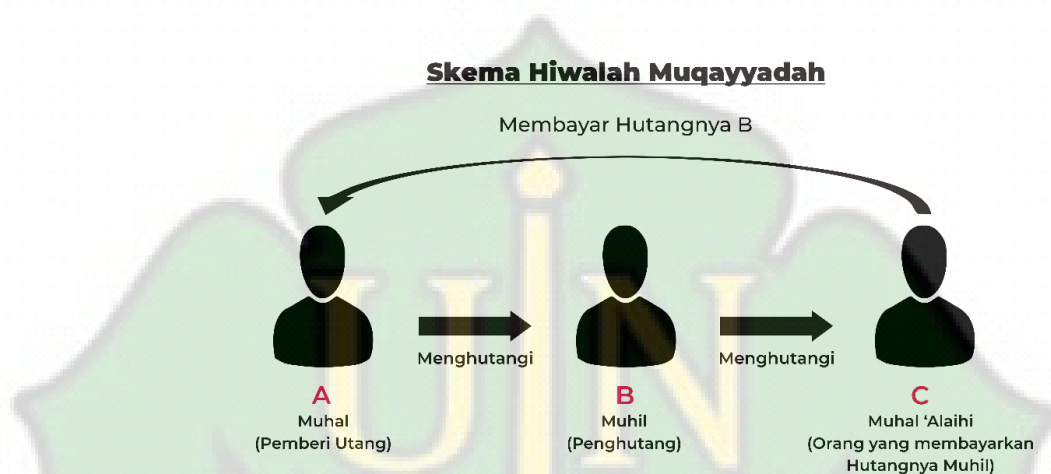 Skema Hiwalah Muqayyadah
Membayar Hutangnya B
Menghutangi
Menghutangi
A
Muhal
(Pemberi Utang)
B
Muhil
(Penghutang)
C
Muhal ‘Alaihi
(Orang yang membayarkan
Hutangnya Muhil)
UIN